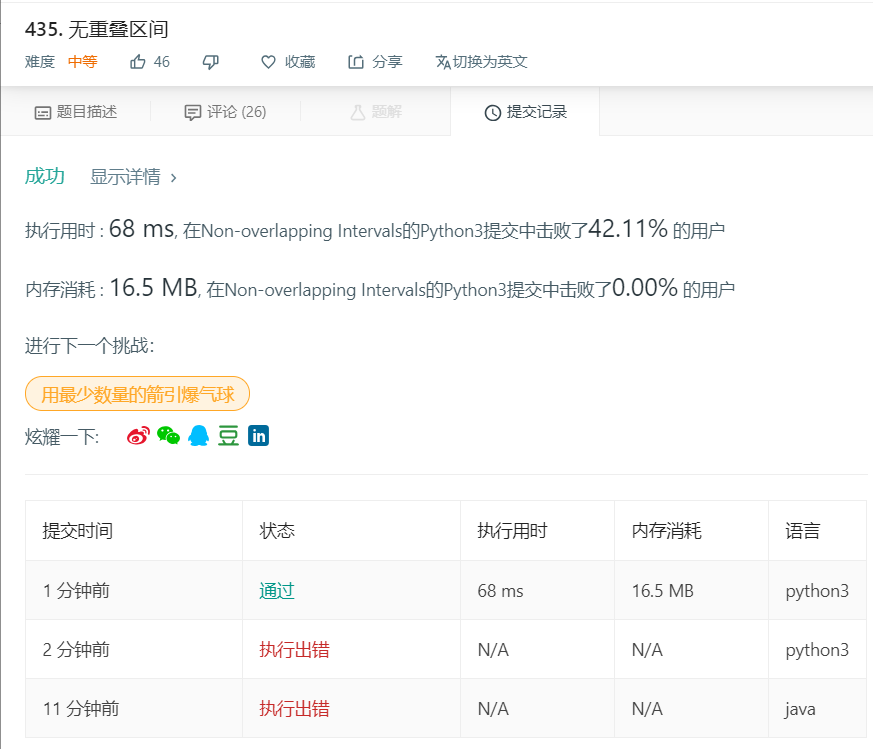 435. 无重叠区间
难度 中等 46 收藏 分享 切换为英文
题目描述 评论 (26) 题解 提交记录
成功 显示详情 ›
执行用时 : 68 ms, 在Non-overlapping Intervals的Python3提交中击败了42.11% 的用户
内存消耗 : 16.5 MB, 在Non-overlapping Intervals的Python3提交中击败了0.00% 的用户
进行下一个挑战:
用最少数量的箭引爆气球
炫耀一下: 豆 in
提交时间 状态 执行用时 内存消耗 语言
1 分钟前 通过 68 ms 16.5 MB python3
2 分钟前 执行出错 N/A N/A python3
11 分钟前 执行出错 N/A N/A java